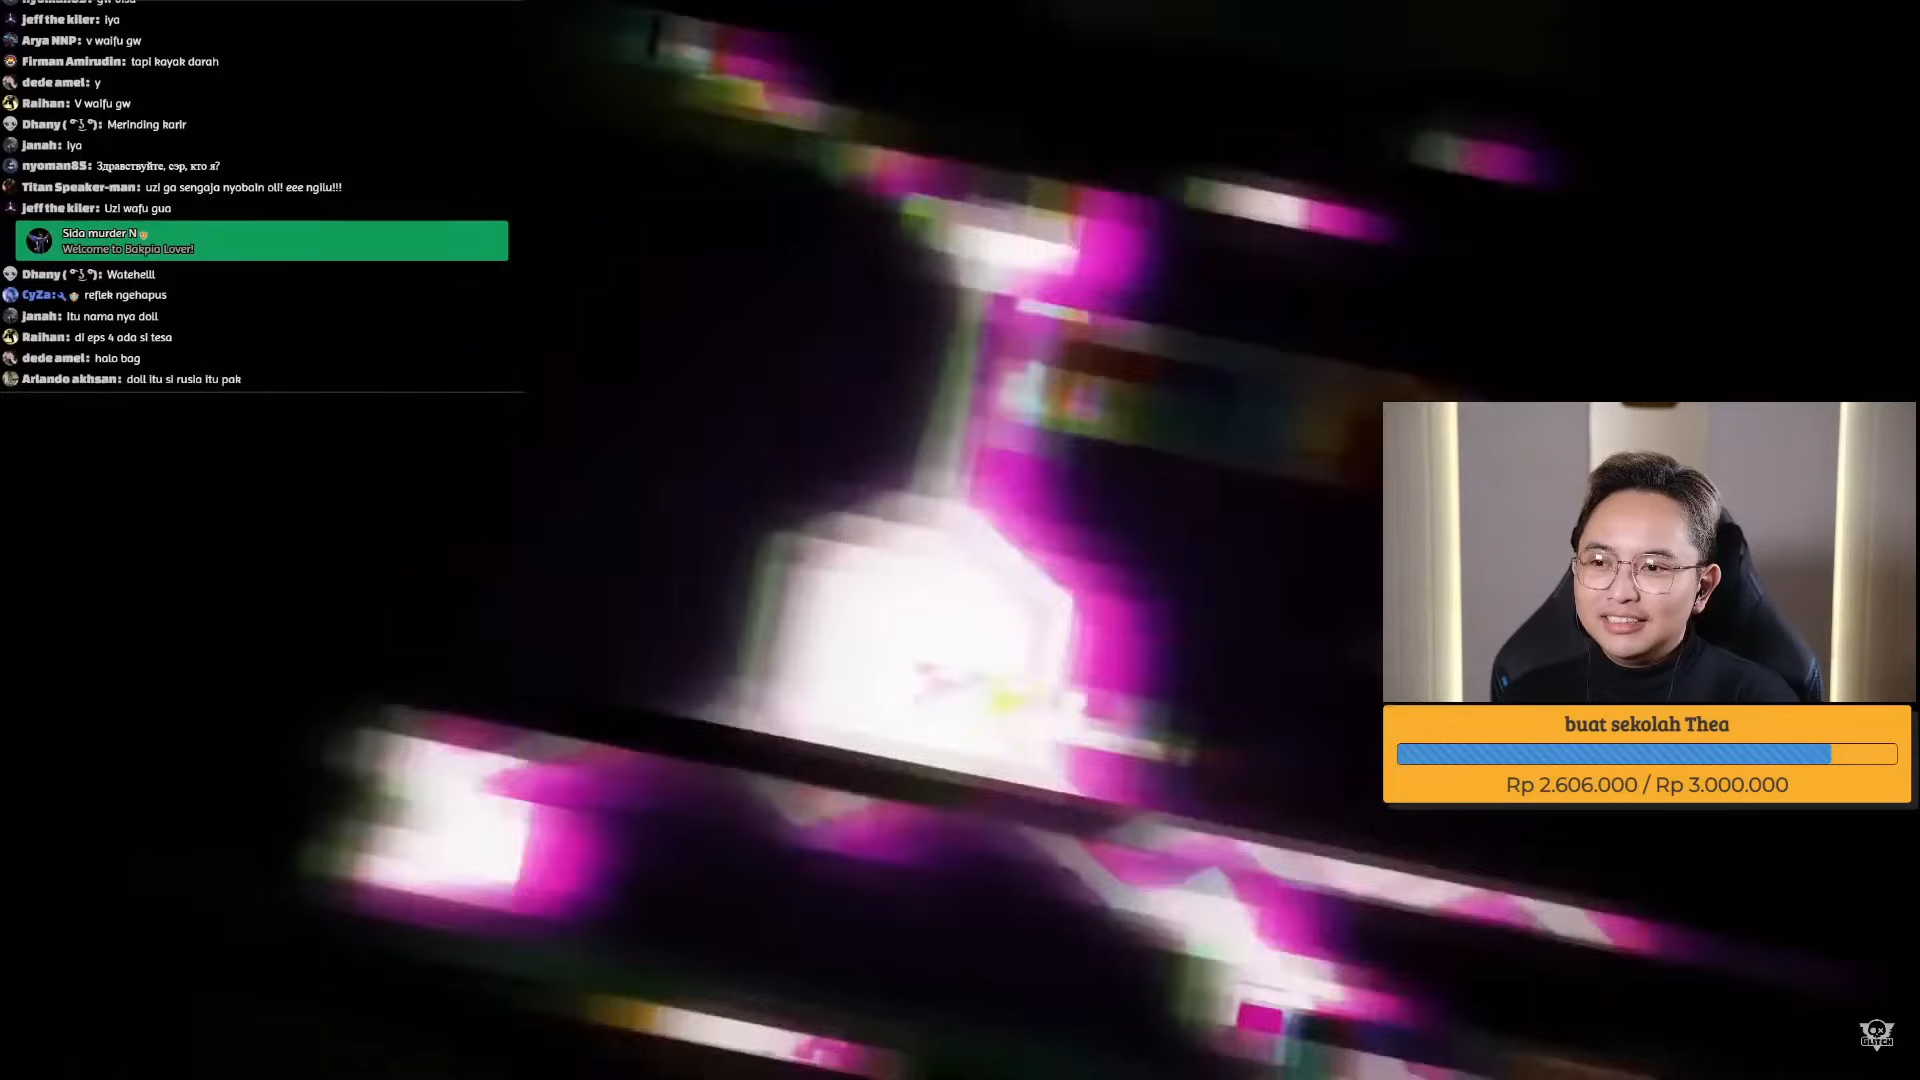 jeff the kiler: iya
Arya NNP: v waifu gw
Firman Amirudin: tapi kayak darah
dede amel: y
Raihan: V waifu gw
Dhany ( ͡° ͜ʖ ͡°): Merinding karir
janah: Iya
nyoman85: Здравствуйте, сэр, кто я?
Titan Speaker-man: uzi ga sengaja nyobain oli! eee ngilu!!!
jeff the kiler: Uzi wafu gua
Sida murder N
Welcome to Bakpia Lover!
Dhany ( ͡° ͜ʖ ͡°): Watehelll
CyZa: reflek ngehapus
janah: Itu nama nya doll
Raihan: di eps 4 ada si tesa
dede amel: halo bag
Arlando akhsan: doll itu si rusia itu pak
buat sekolah Thea
Rp 2.606.000 / Rp 3.000.000
GLITCH